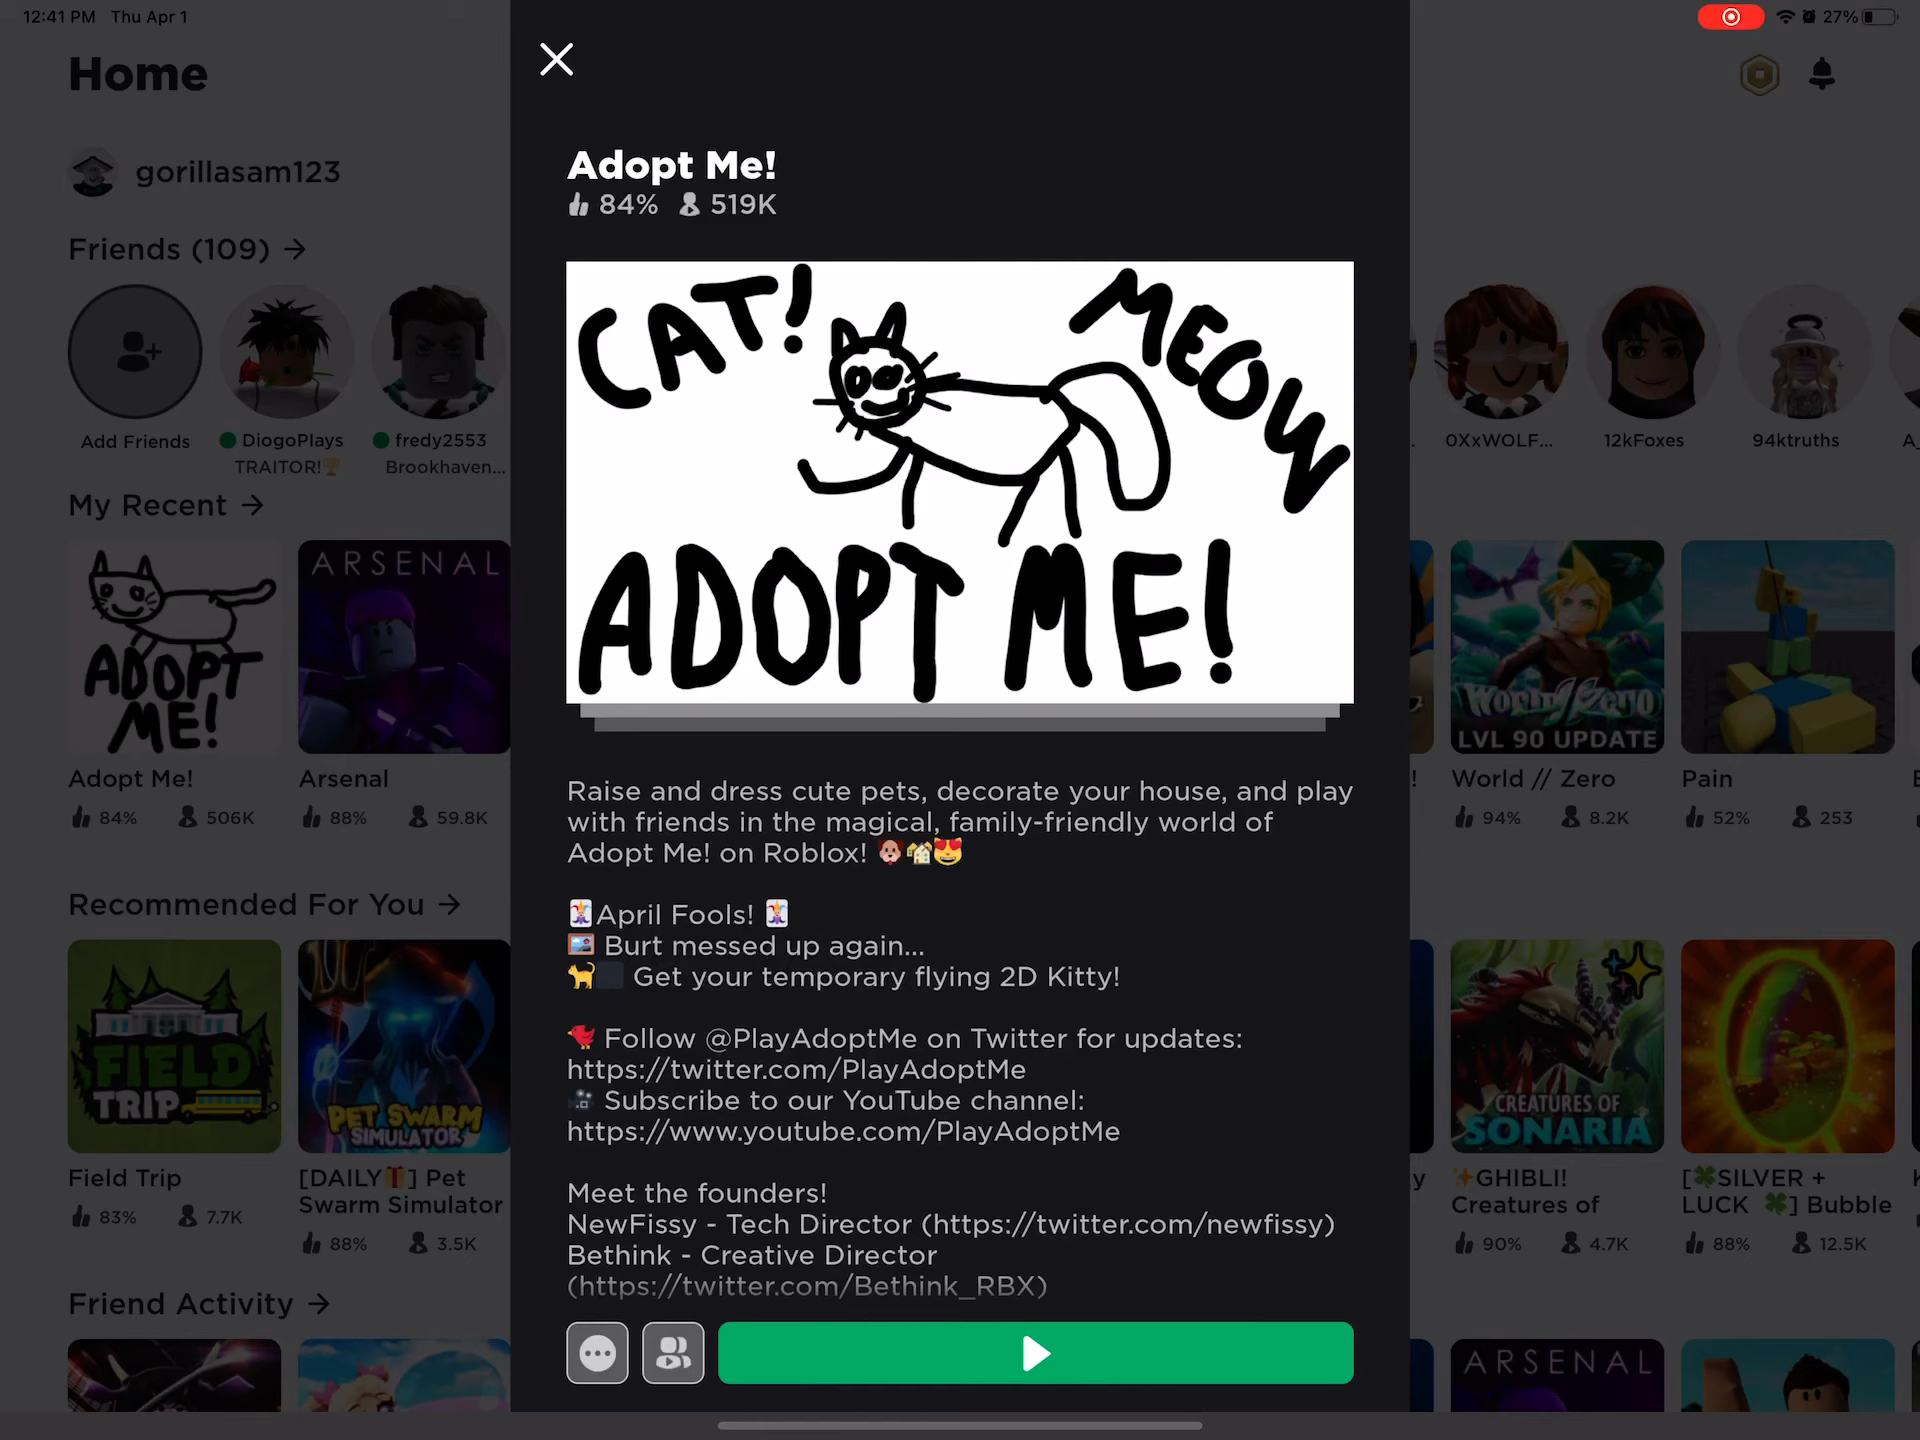 12:41 PM Thu Apr 1
27%
Home
gorillasam123
Friends (109) →
Add Friends
DiogoPlays
TRAITOR!🏆
fredy2553
Brookhaven...
0XxWOLF...
12kFoxes
94ktruths
My Recent →
ADOPT
ME!
Adopt Me!
84% 506K
ARSENAL
Arsenal
88% 59.8K
World//Zero
LVL 90 UPDATE
World // Zero
94% 8.2K
Pain
52% 253
Recommended For You →
FIELD
TRIP
Field Trip
83% 7.7K
PET SWARM
SIMULATOR
[DAILY🎁] Pet
Swarm Simulator
88% 3.5K
CREATURES OF
SONARIA
✨GHIBLI!
Creatures of
90% 4.7K
[🍀SILVER +
LUCK 🍀] Bubble
88% 12.5K
Friend Activity →
ARSENAL
Adopt Me!
84% 519K
CAT!
MEOW
ADOPT ME!
Raise and dress cute pets, decorate your house, and play
with friends in the magical, family-friendly world of
Adopt Me! on Roblox! 🐶🏘😻
🃏April Fools! 🃏
🖼 Burt messed up again...
🐈⬛ Get your temporary flying 2D Kitty!
🐦 Follow @PlayAdoptMe on Twitter for updates:
https://twitter.com/PlayAdoptMe
🎥 Subscribe to our YouTube channel:
https://www.youtube.com/PlayAdoptMe
Meet the founders!
NewFissy - Tech Director (https://twitter.com/newfissy)
Bethink - Creative Director
(https://twitter.com/Bethink_RBX)